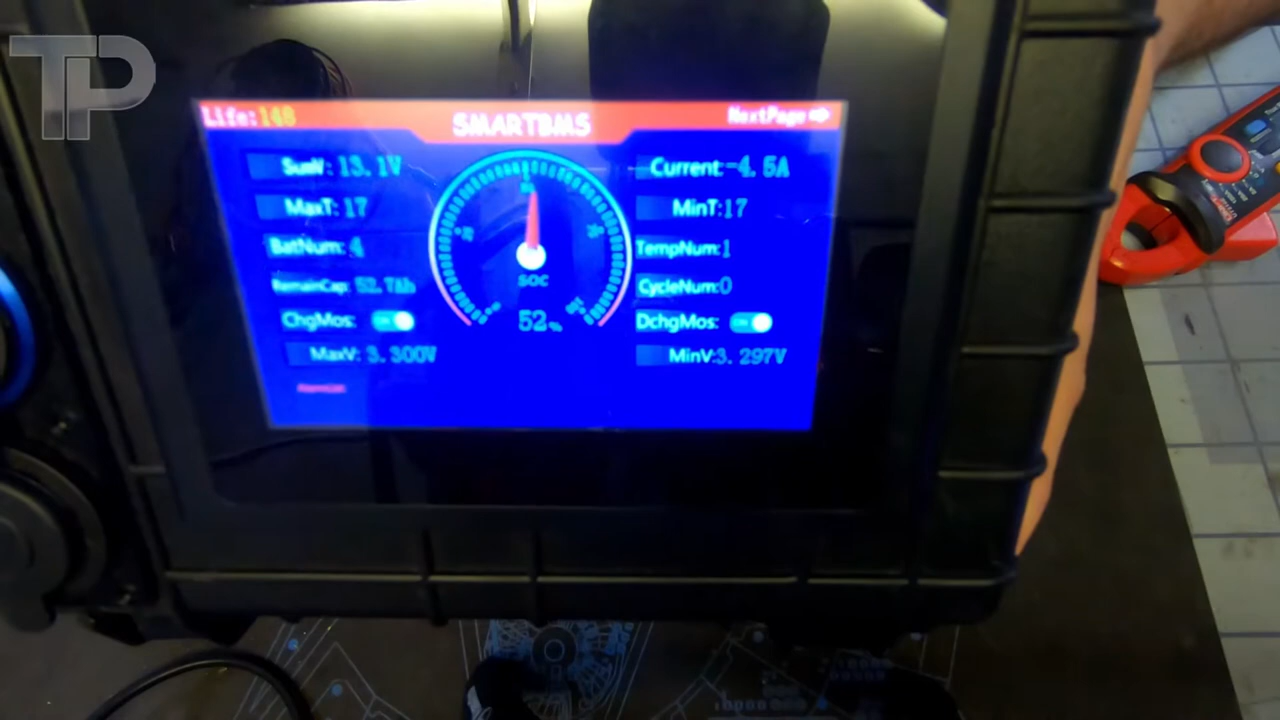 TP
Life:140
SMARTBMS
NextPage
SumV: 13.1V
Current:-4.5A
MaxT:17
MinT:17
BatNum:4
TempNum:1
RemainCap: 52.7Ah
CycleNum:0
SOC
52%
ChgMos:
DchgMos:
MaxV: 3.300V
MinV:3.297V